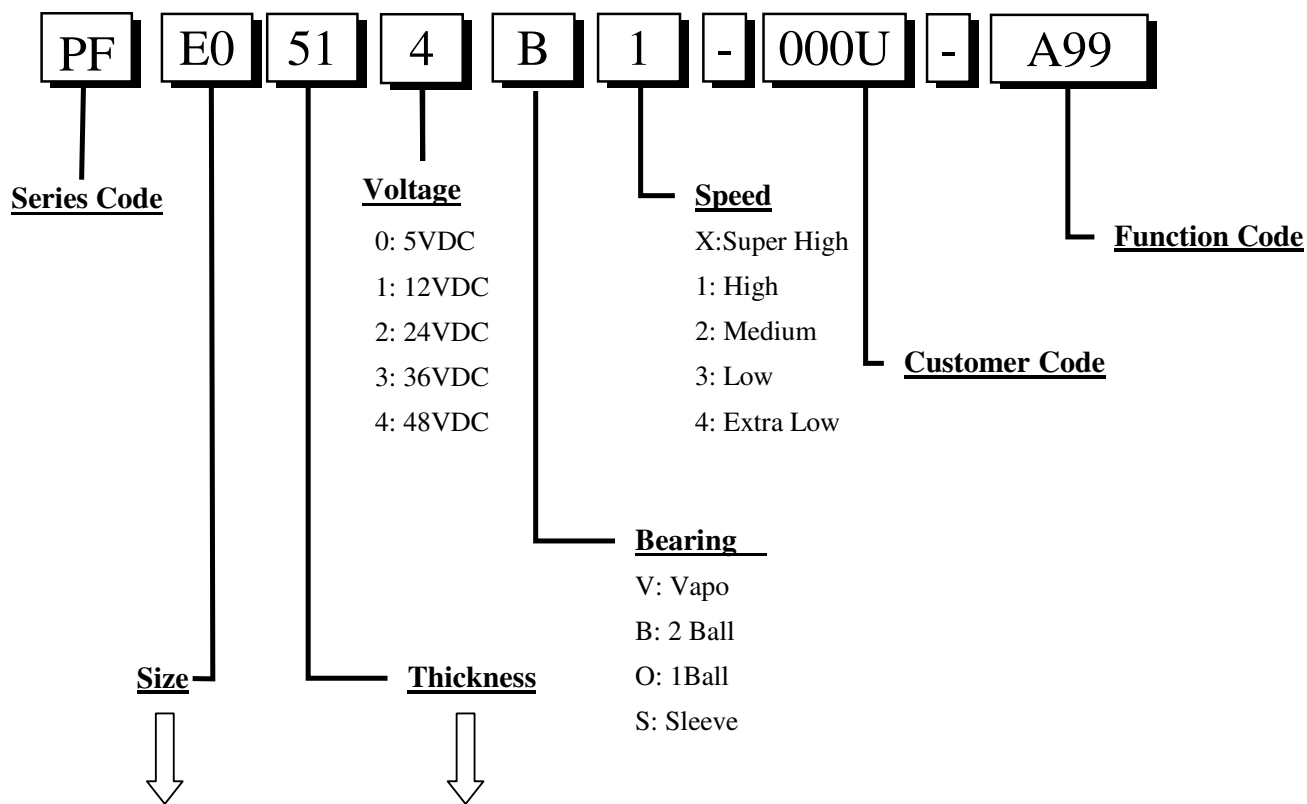 PF E0 51 4 B 1 - 000U - A99
Series Code
Voltage
0: 5VDC
1: 12VDC
2: 24VDC
3: 36VDC
4: 48VDC
Speed
X:Super High
1: High
2: Medium
3: Low
4: Extra Low
Function Code
Customer Code
Bearing
V: Vapo
B: 2 Ball
O: 1Ball
S: Sleeve
Size
Thickness